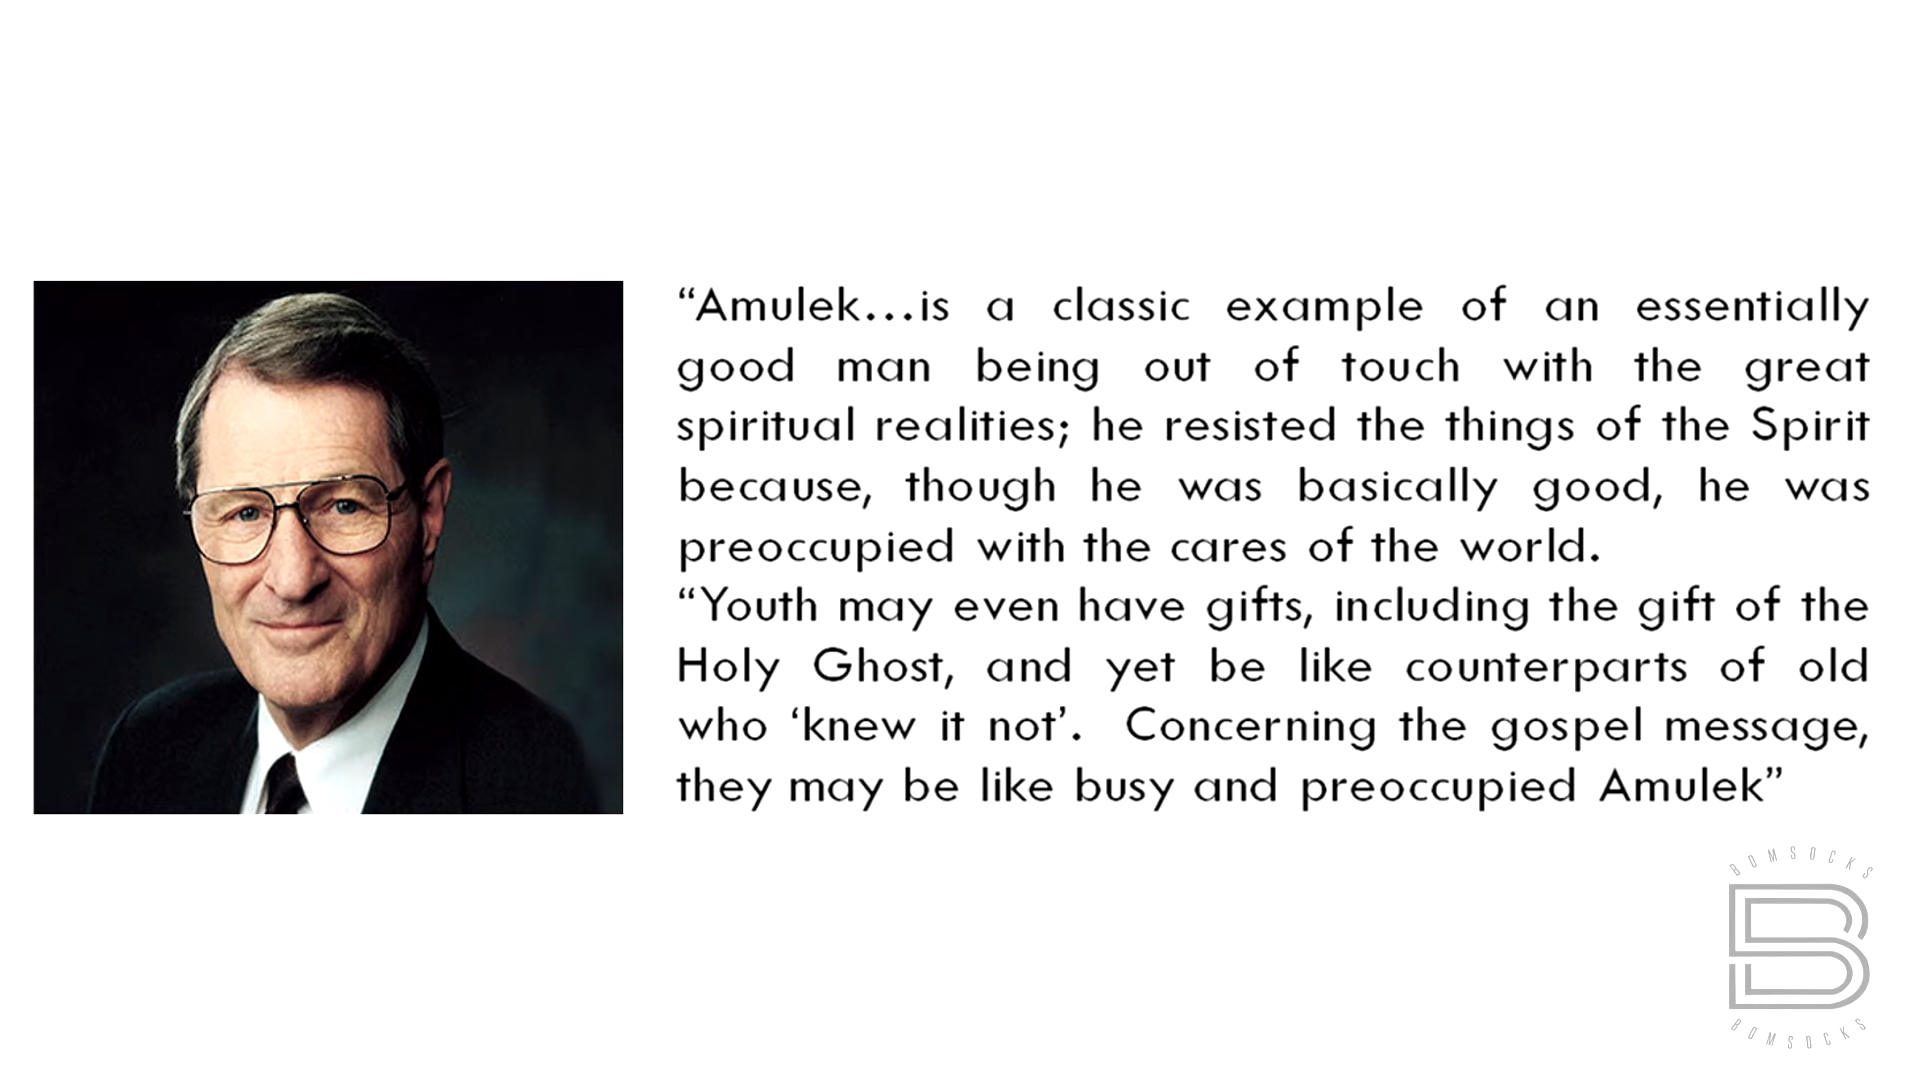 “Amulek...is a classic example of an essentially
good man being out of touch with the great
spiritual realities; he resisted the things of the Spirit
because, though he was basically good, he was
preoccupied with the cares of the world.
“Youth may even have gifts, including the gift of the
Holy Ghost, and yet be like counterparts of old
who ‘knew it not’.  Concerning the gospel message,
they may be like busy and preoccupied Amulek”
BOMSOCKS
B
BOMSOCKS